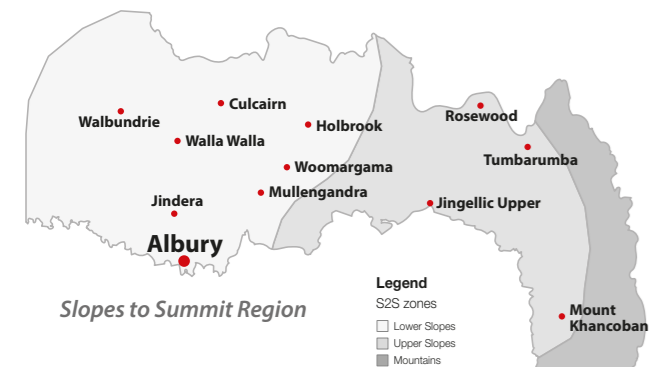 Culcairn
Walbundrie
Holbrook
Rosewood
Walla Walla
Tumbarumba
Woomargama
Mullengandra
Jindera
Jingellic Upper
Albury
Slopes to Summit Region
Legend
S2S zones
Lower Slopes
Upper Slopes
Mountains
Mount
Khancoban